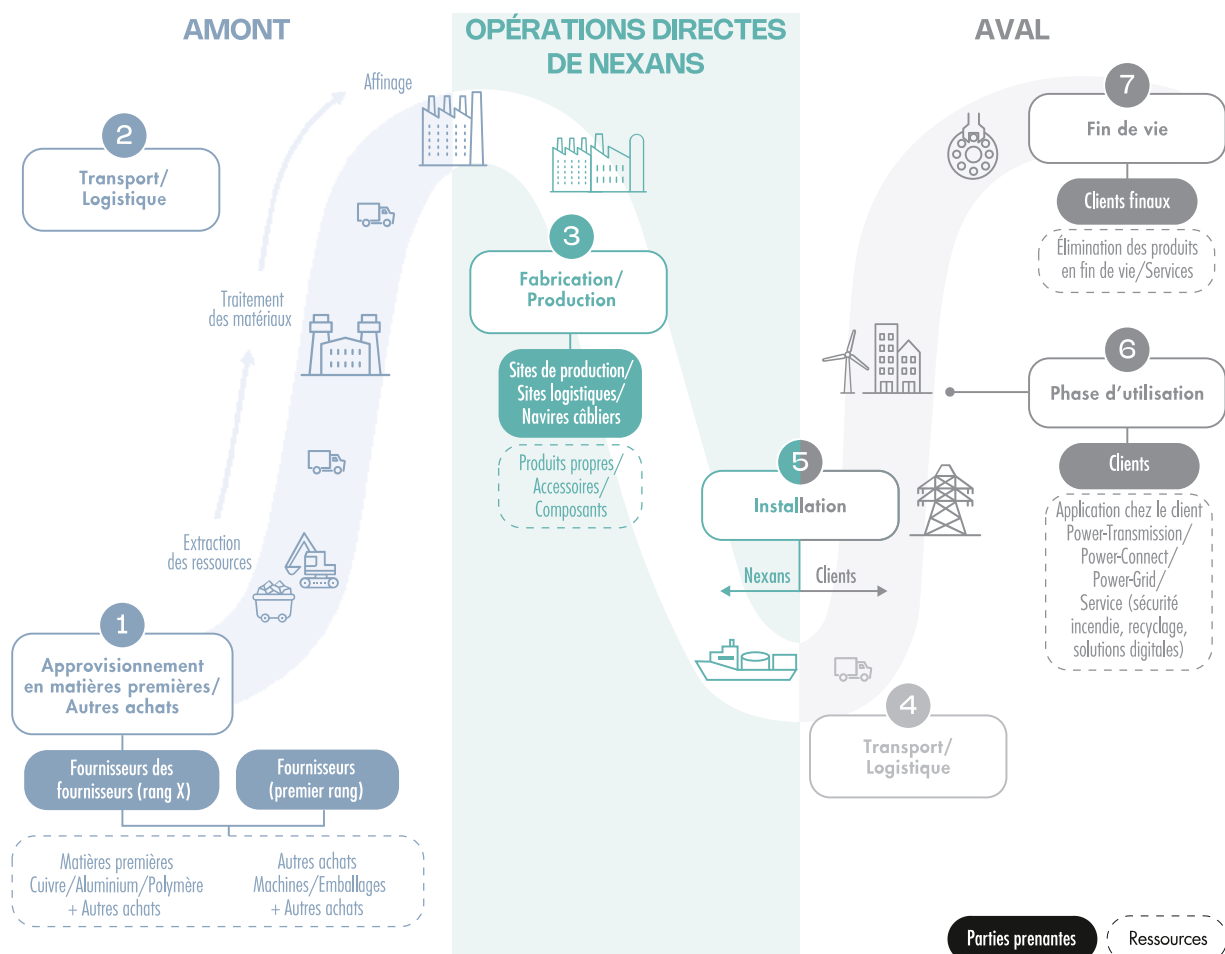 AMONT
OPÉRATIONS DIRECTES
DE NEXANS
AVAL
Affinage
2
Transport/
Logistique
Traitement
des matériaux
Extraction
des ressources
1
Approvisionnement
en matières premières/
Autres achats
Fournisseurs des
fournisseurs (rang X)
Fournisseurs
(premier rang)
Matières premières
Cuivre/Aluminium/Polymère
+ Autres achats
Autres achats
Machines/Emballages
+ Autres achats
3
Fabrication/
Production
Sites de production/
Sites logistiques/
Navires câbliers
Produits propres/
Accessoires/
Composants
5
Installation
Nexans
Clients
4
Transport/
Logistique
7
Fin de vie
Clients finaux
Élimination des produits
en fin de vie/Services
6
Phase d'utilisation
Clients
Application chez le client
Power-Transmission/
Power-Connect/
Power-Grid/
Service (sécurité
incendie, recyclage,
solutions digitales)
Parties prenantes
Ressources